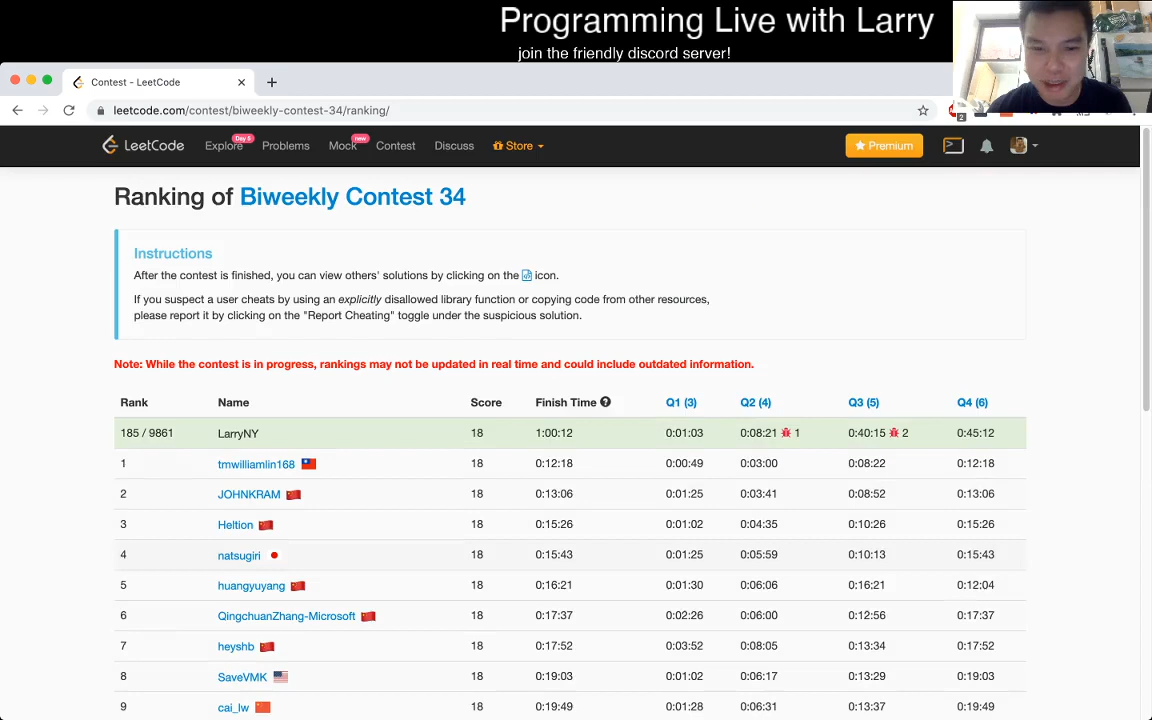 Programming Live with Larry
join the friendly discord server!
Contest - LeetCode
leetcode.com/contest/biweekly-contest-34/ranking/
2
LeetCode Explore Day 5 Problems Mock new Contest Discuss Store Premium
Ranking of Biweekly Contest 34
Instructions
After the contest is finished, you can view others' solutions by clicking on the icon.
If you suspect a user cheats by using an explicitly disallowed library function or copying code from other resources,
please report it by clicking on the "Report Cheating" toggle under the suspicious solution.
Note: While the contest is in progress, rankings may not be updated in real time and could include outdated information.
Rank Name Score Finish Time Q1 (3) Q2 (4) Q3 (5) Q4 (6)
185 / 9861 LarryNY 18 1:00:12 0:01:03 0:08:21 1 0:40:15 2 0:45:12
1 tmwilliamlin168 18 0:12:18 0:00:49 0:03:00 0:08:22 0:12:18
2 JOHNKRAM 18 0:13:06 0:01:25 0:03:41 0:08:52 0:13:06
3 Heltion 18 0:15:26 0:01:02 0:04:35 0:10:26 0:15:26
4 natsugiri 18 0:15:43 0:01:25 0:05:59 0:10:13 0:15:43
5 huangyuyang 18 0:16:21 0:01:30 0:06:06 0:16:21 0:12:04
6 QingchuanZhang-Microsoft 18 0:17:37 0:02:26 0:06:00 0:12:56 0:17:37
7 heyshb 18 0:17:52 0:03:52 0:08:05 0:13:34 0:17:52
8 SaveVMK 18 0:19:03 0:01:02 0:06:17 0:13:29 0:19:03
9 cai_lw 18 0:19:49 0:01:28 0:06:31 0:13:37 0:19:49